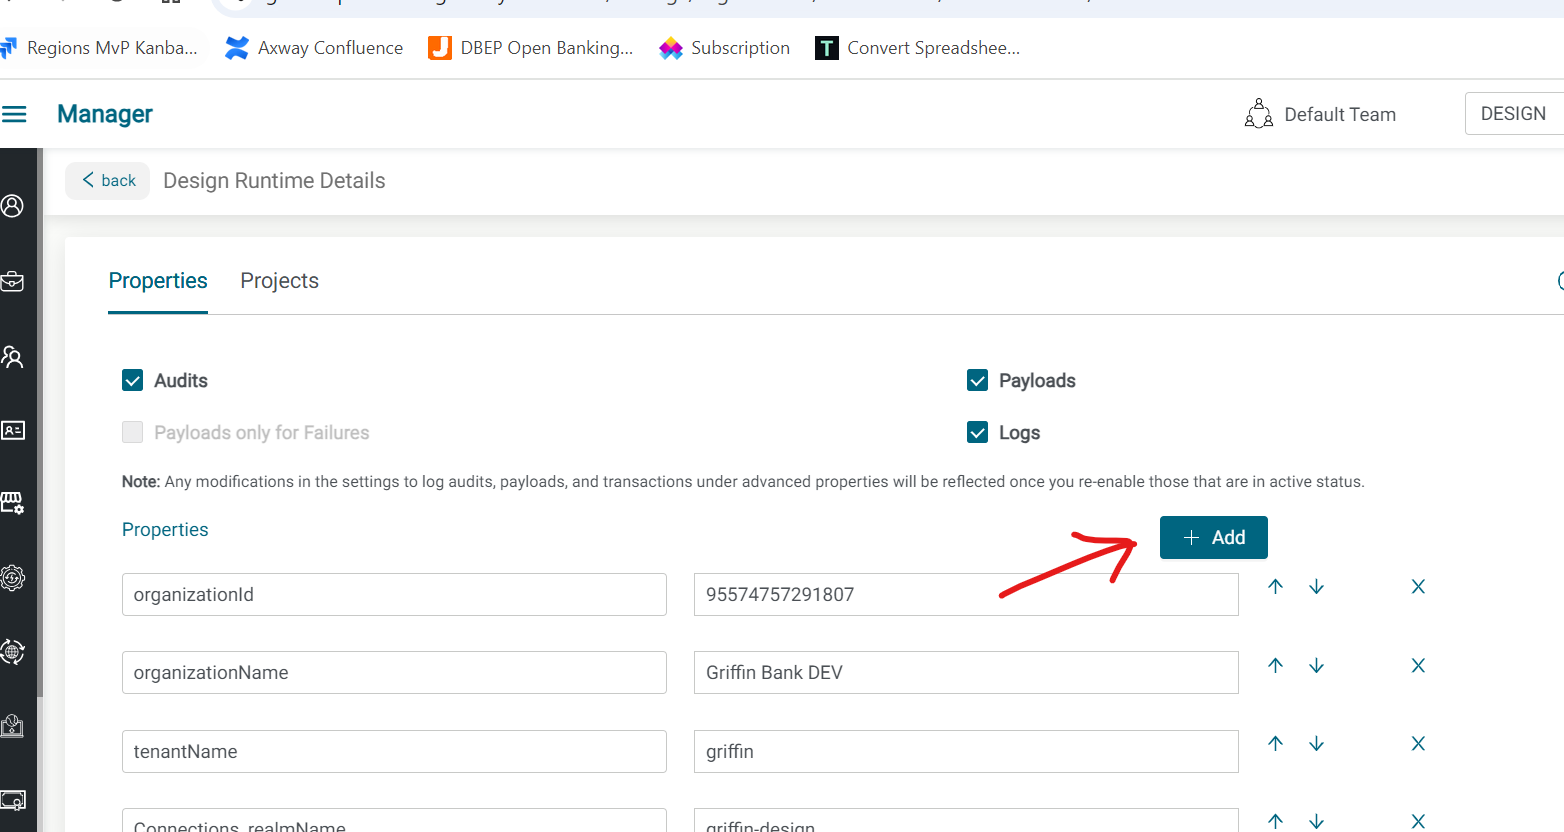 Regions MvP Kanba... Axway Confluence DBEP Open Banking... Subscription T Convert Spreadshee...
Manager Default Team DESIGN
back Design Runtime Details
Properties Projects
Audits Payloads
Payloads only for Failures Logs
Note: Any modifications in the settings to log audits, payloads, and transactions under advanced properties will be reflected once you re-enable those that are in active status.
Properties + Add
organizationId 95574757291807
organizationName Griffin Bank DEV
tenantName griffin
Connections_realmName griffin-design